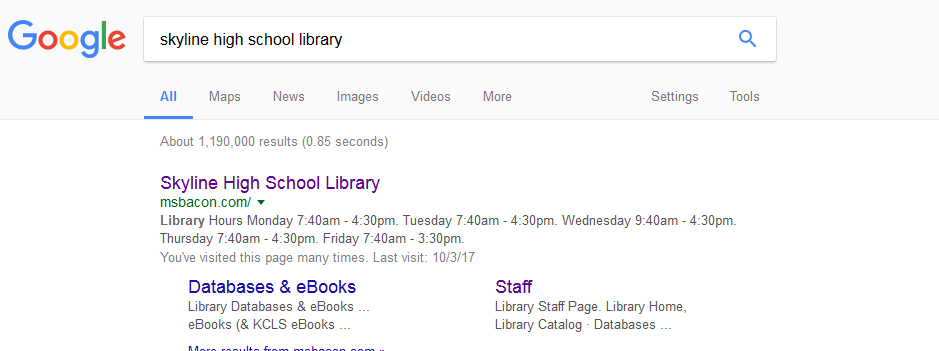 Google
skyline high school library
All Maps News Images Videos More Settings Tools
About 1,190,000 results (0.85 seconds)
Skyline High School Library
msbacon.com/
Library Hours Monday 7:40am - 4:30pm. Tuesday 7:40am - 4:30pm. Wednesday 9:40am - 4:30pm.
Thursday 7:40am - 4:30pm. Friday 7:40am - 3:30pm.
You've visited this page many times. Last visit: 10/3/17
Databases & eBooks
Library Databases & eBooks ...
eBooks (& KCLS eBooks ...
Staff
Library Staff Page. Library Home,
Library Catalog · Databases ...
More results from msbacon.com »